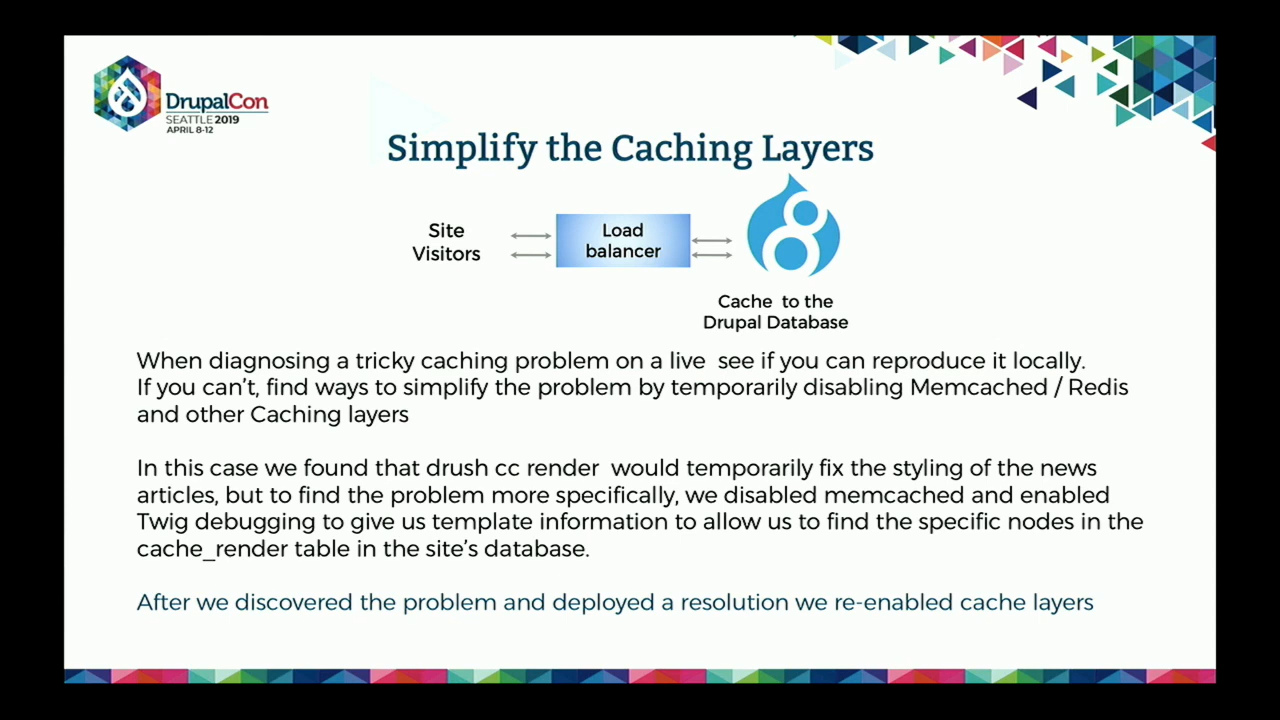 DrupalCon
SEATTLE 2019
APRIL 8-12
Simplify the Caching Layers
Site
Visitors
Load
balancer
8
Cache to the
Drupal Database
When diagnosing a tricky caching problem on a live see if you can reproduce it locally.
If you can't, find ways to simplify the problem by temporarily disabling Memcached / Redis
and other Caching layers
In this case we found that drush cc render would temporarily fix the styling of the news
articles, but to find the problem more specifically, we disabled memcached and enabled
Twig debugging to give us template information to allow us to find the specific nodes in the
cache_render table in the site's database.
After we discovered the problem and deployed a resolution we re-enabled cache layers